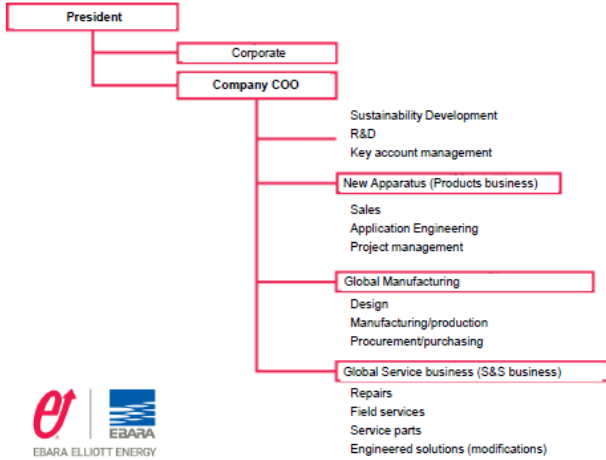 President
Corporate
Company COO
Sustainability Development
R&D
Key account management
New Apparatus (Products business)
Sales
Application Engineering
Project management
Global Manufacturing
Design
Manufacturing/production
Procurement/purchasing
Global Service business (S&S business)
Repairs
Field services
Service parts
Engineered solutions (modifications)
EBARA
EBARA ELLIOTT ENERGY